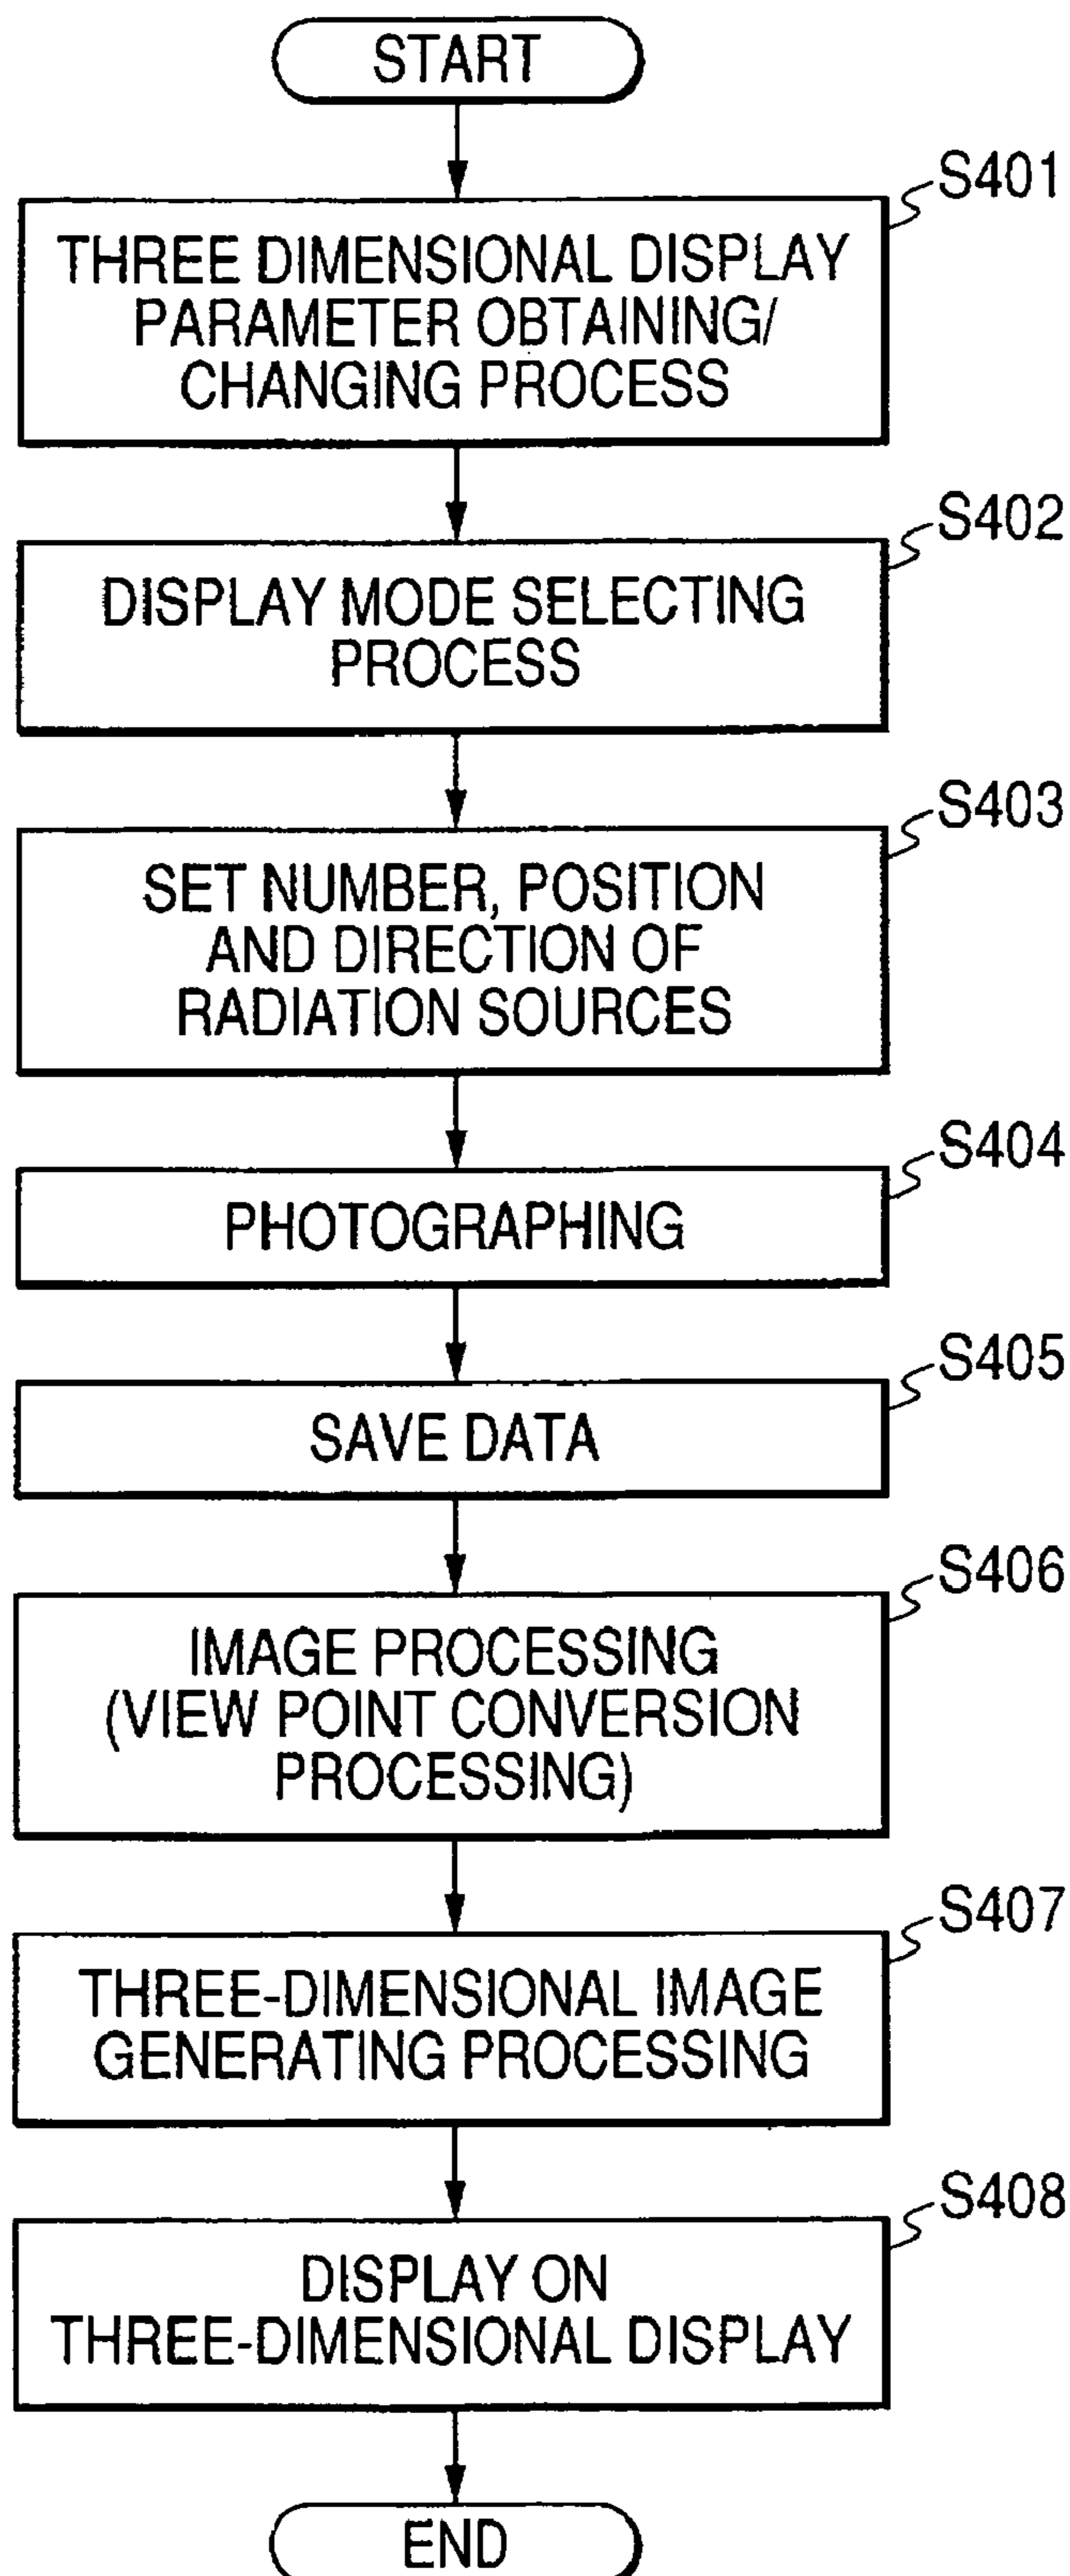 START
S401
THREE DIMENSIONAL DISPLAY
PARAMETER OBTAINING/
CHANGING PROCESS
S402
DISPLAY MODE SELECTING
PROCESS
S403
SET NUMBER, POSITION
AND DIRECTION OF
RADIATION SOURCES
S404
PHOTOGRAPHING
S405
SAVE DATA
S406
IMAGE PROCESSING
(VIEW POINT CONVERSION
PROCESSING)
S407
THREE-DIMENSIONAL IMAGE
GENERATING PROCESSING
S408
DISPLAY ON
THREE-DIMENSIONAL DISPLAY
END